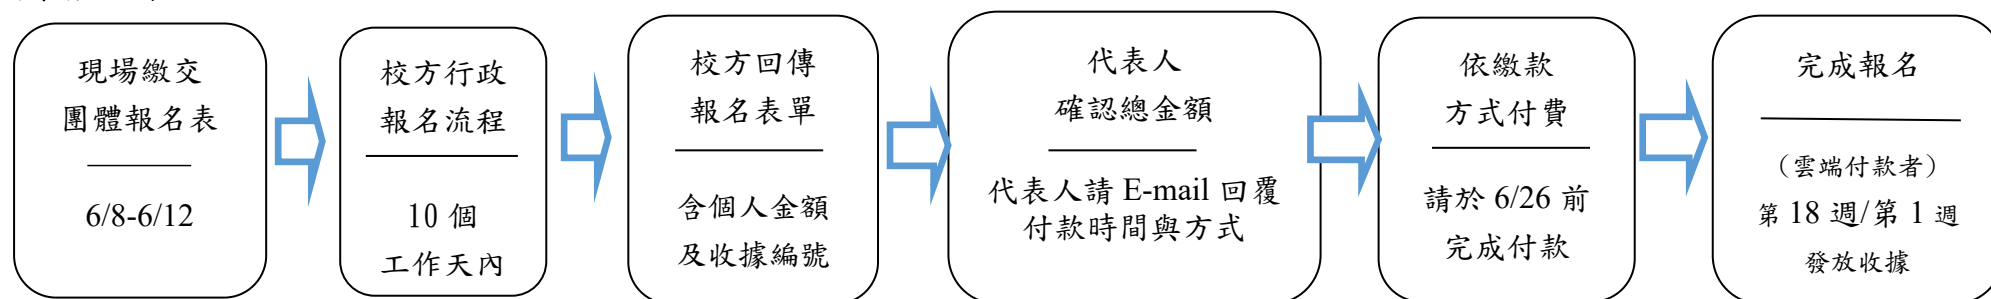 現場繳交
團體報名表
6/8-6/12
校方行政
報名流程
10 個
工作天內
校方回傳
報名表單
含個人金額
及收據編號
代表人
確認總金額
代表人請 E-mail 回覆
付款時間與方式
依繳款
方式付費
請於 6/26 前
完成付款
完成報名
（雲端付款者）
第 18 週/第 1 週
發放收據